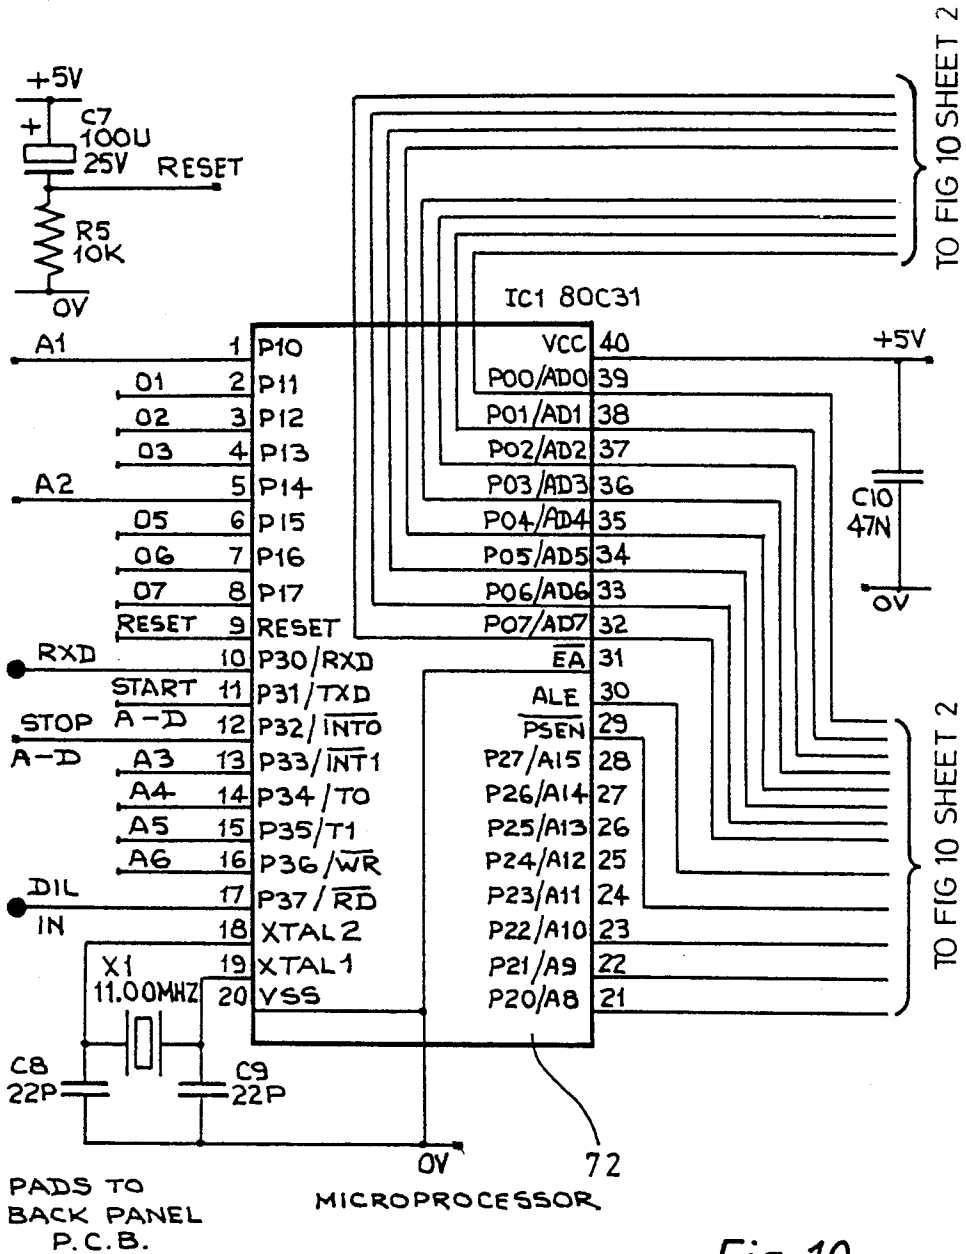 TO FIG 10 SHEET 2
+5V
+
C7
100U
25V
RESET
R5
10K
0V
IC1 80C31
A1 1 P10 VCC 40 +5V
01 2 P11 P00/AD0 39
02 3 P12 P01/AD1 38
03 4 P13 P02/AD2 37
A2 5 P14 P03/AD3 36
05 6 P15 P04/AD4 35
06 7 P16 P05/AD5 34
07 8 P17 P06/AD6 33
RESET 9 RESET P07/AD7 32
C10
47N
0V
RXD 10 P30/RXD EA 31
START 11 P31/TXD ALE 30
A-D
STOP 12 P32/INT0 PSEN 29
A-D
A3 13 P33/INT1 P27/A15 28
A4 14 P34/T0 P26/A14 27
A5 15 P35/T1 P25/A13 26
A6 16 P36/WR P24/A12 25
DIL 17 P37/RD P23/A11 24
IN
18 XTAL2 P22/A10 23
19 XTAL1 P21/A9 22
20 VSS P20/A8 21
TO FIG 10 SHEET 2
X1
11.00MHZ
C8
22P
C9
22P
0V
72
MICROPROCESSOR
PADS TO
BACK PANEL
P.C.B.
Fig. 10